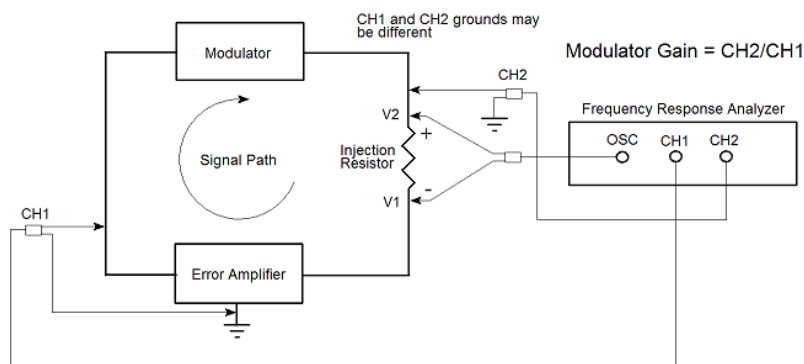 CH1 and CH2 grounds may
be different
Modulator
CH2
Modulator Gain = CH2/CH1
Frequency Response Analyzer
V2
+
OSC
CH1
CH2
Injection
Resistor
Signal Path
-
V1
CH1
Error Amplifier